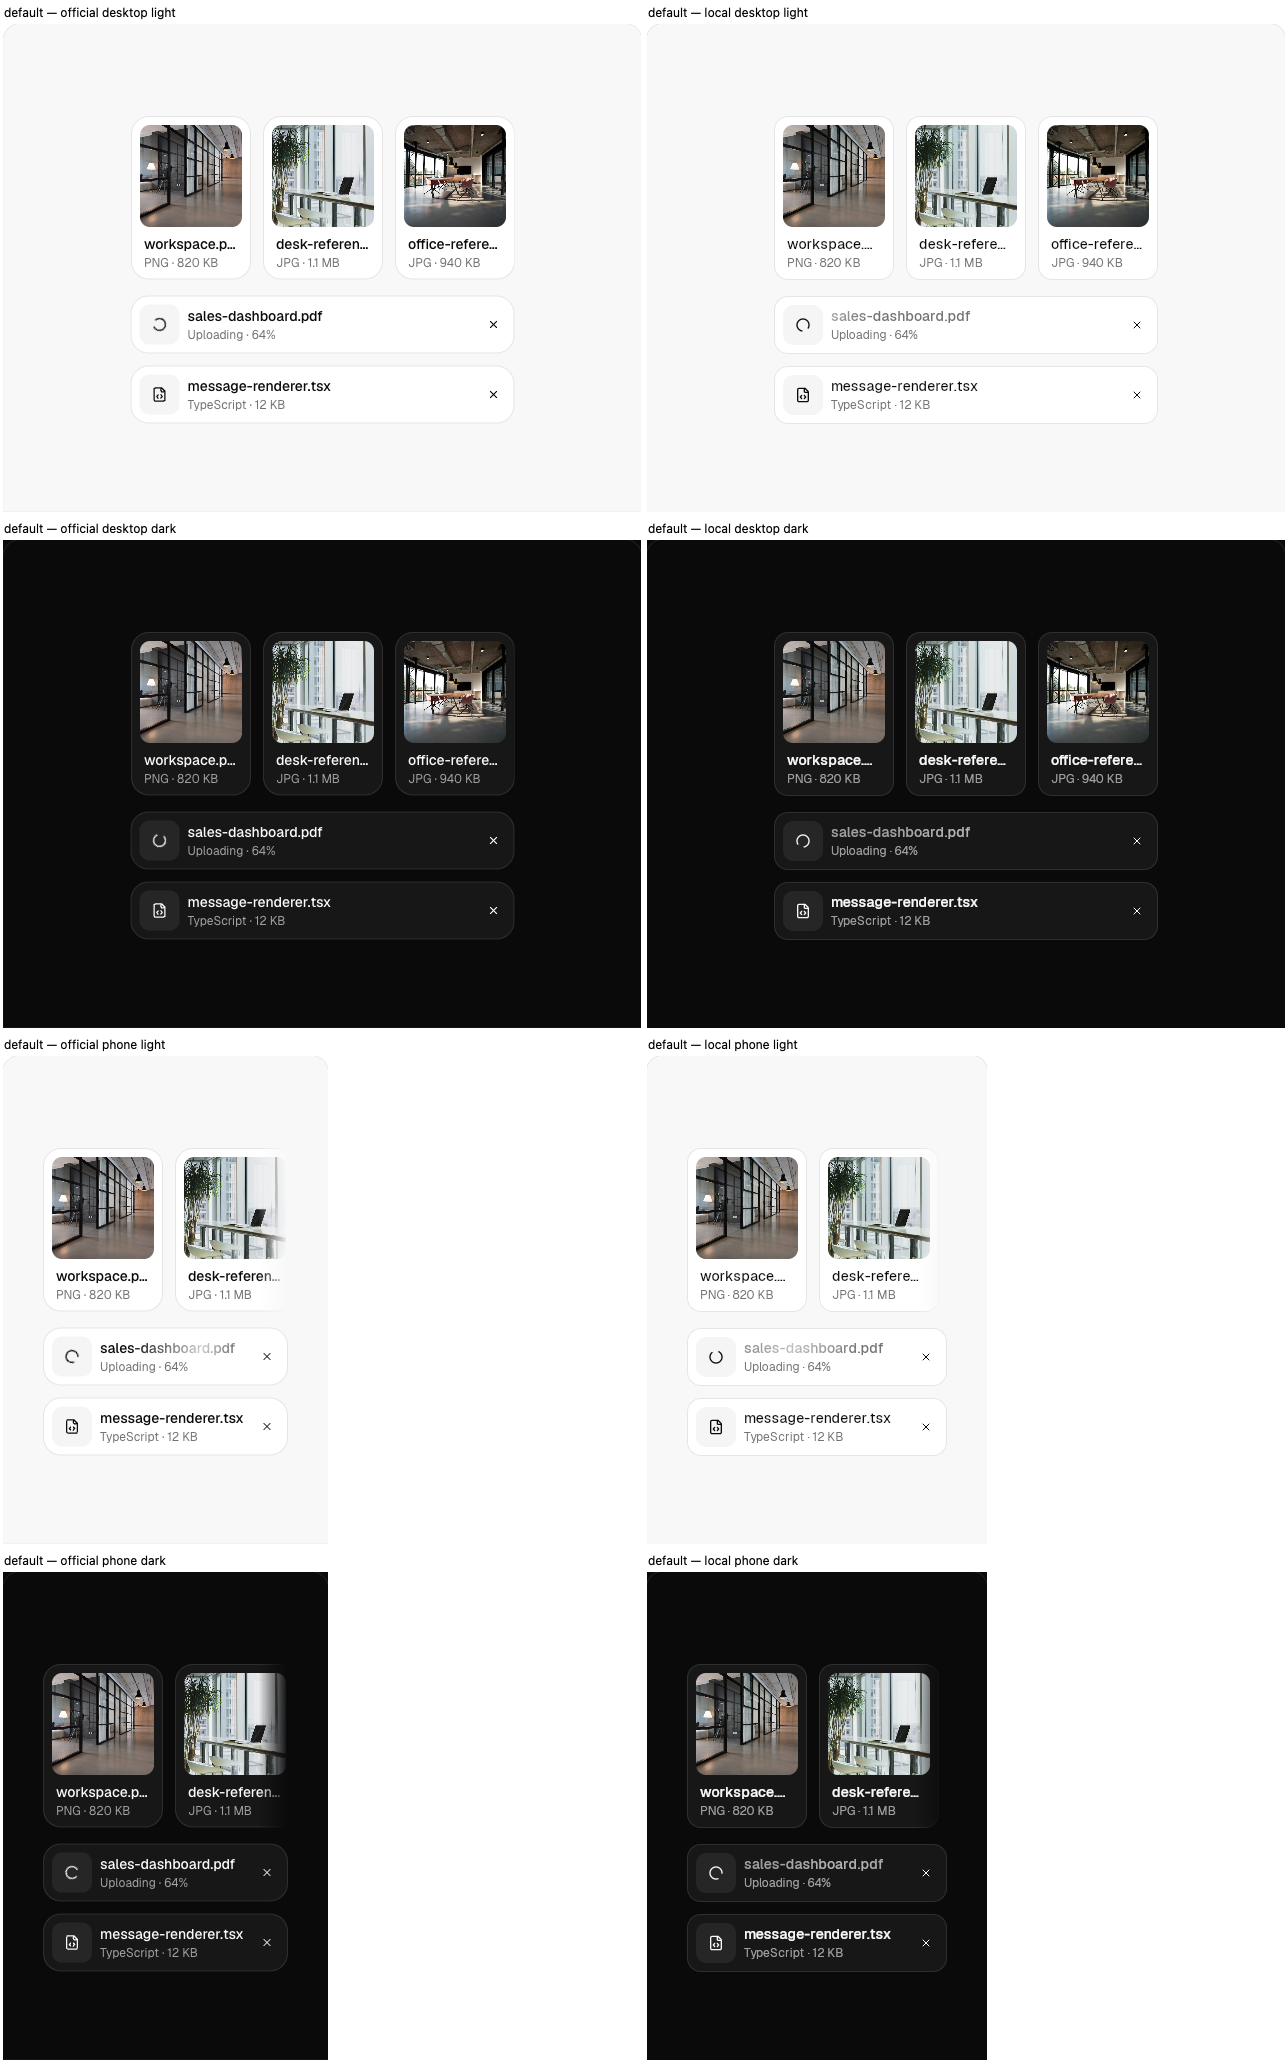 default — official desktop light
default — local desktop light
workspace.p...
desk-referen...
office-refere...
PNG · 820 KB
JPG · 1.1 MB
JPG · 940 KB
sales-dashboard.pdf
Uploading · 64%
message-renderer.tsx
TypeScript · 12 KB
workspace....
desk-refere...
office-refere...
PNG · 820 KB
JPG · 1.1 MB
JPG · 940 KB
sales-dashboard.pdf
Uploading · 64%
message-renderer.tsx
TypeScript · 12 KB
default — official desktop dark
default — local desktop dark
workspace.p...
desk-referen...
office-refere...
PNG · 820 KB
JPG · 1.1 MB
JPG · 940 KB
sales-dashboard.pdf
Uploading · 64%
message-renderer.tsx
TypeScript · 12 KB
workspace....
desk-refere...
office-refere...
PNG · 820 KB
JPG · 1.1 MB
JPG · 940 KB
sales-dashboard.pdf
Uploading · 64%
message-renderer.tsx
TypeScript · 12 KB
default — official phone light
default — local phone light
workspace.p...
desk-referen...
PNG · 820 KB
JPG · 1.1 MB
sales-dashboard.pdf
Uploading · 64%
message-renderer.tsx
TypeScript · 12 KB
workspace....
desk-refere...
PNG · 820 KB
JPG · 1.1 MB
sales-dashboard.pdf
Uploading · 64%
message-renderer.tsx
TypeScript · 12 KB
default — official phone dark
default — local phone dark
workspace.p...
desk-referen...
PNG · 820 KB
JPG · 1.1 MB
sales-dashboard.pdf
Uploading · 64%
message-renderer.tsx
TypeScript · 12 KB
workspace....
desk-refere...
PNG · 820 KB
JPG · 1.1 MB
sales-dashboard.pdf
Uploading · 64%
message-renderer.tsx
TypeScript · 12 KB